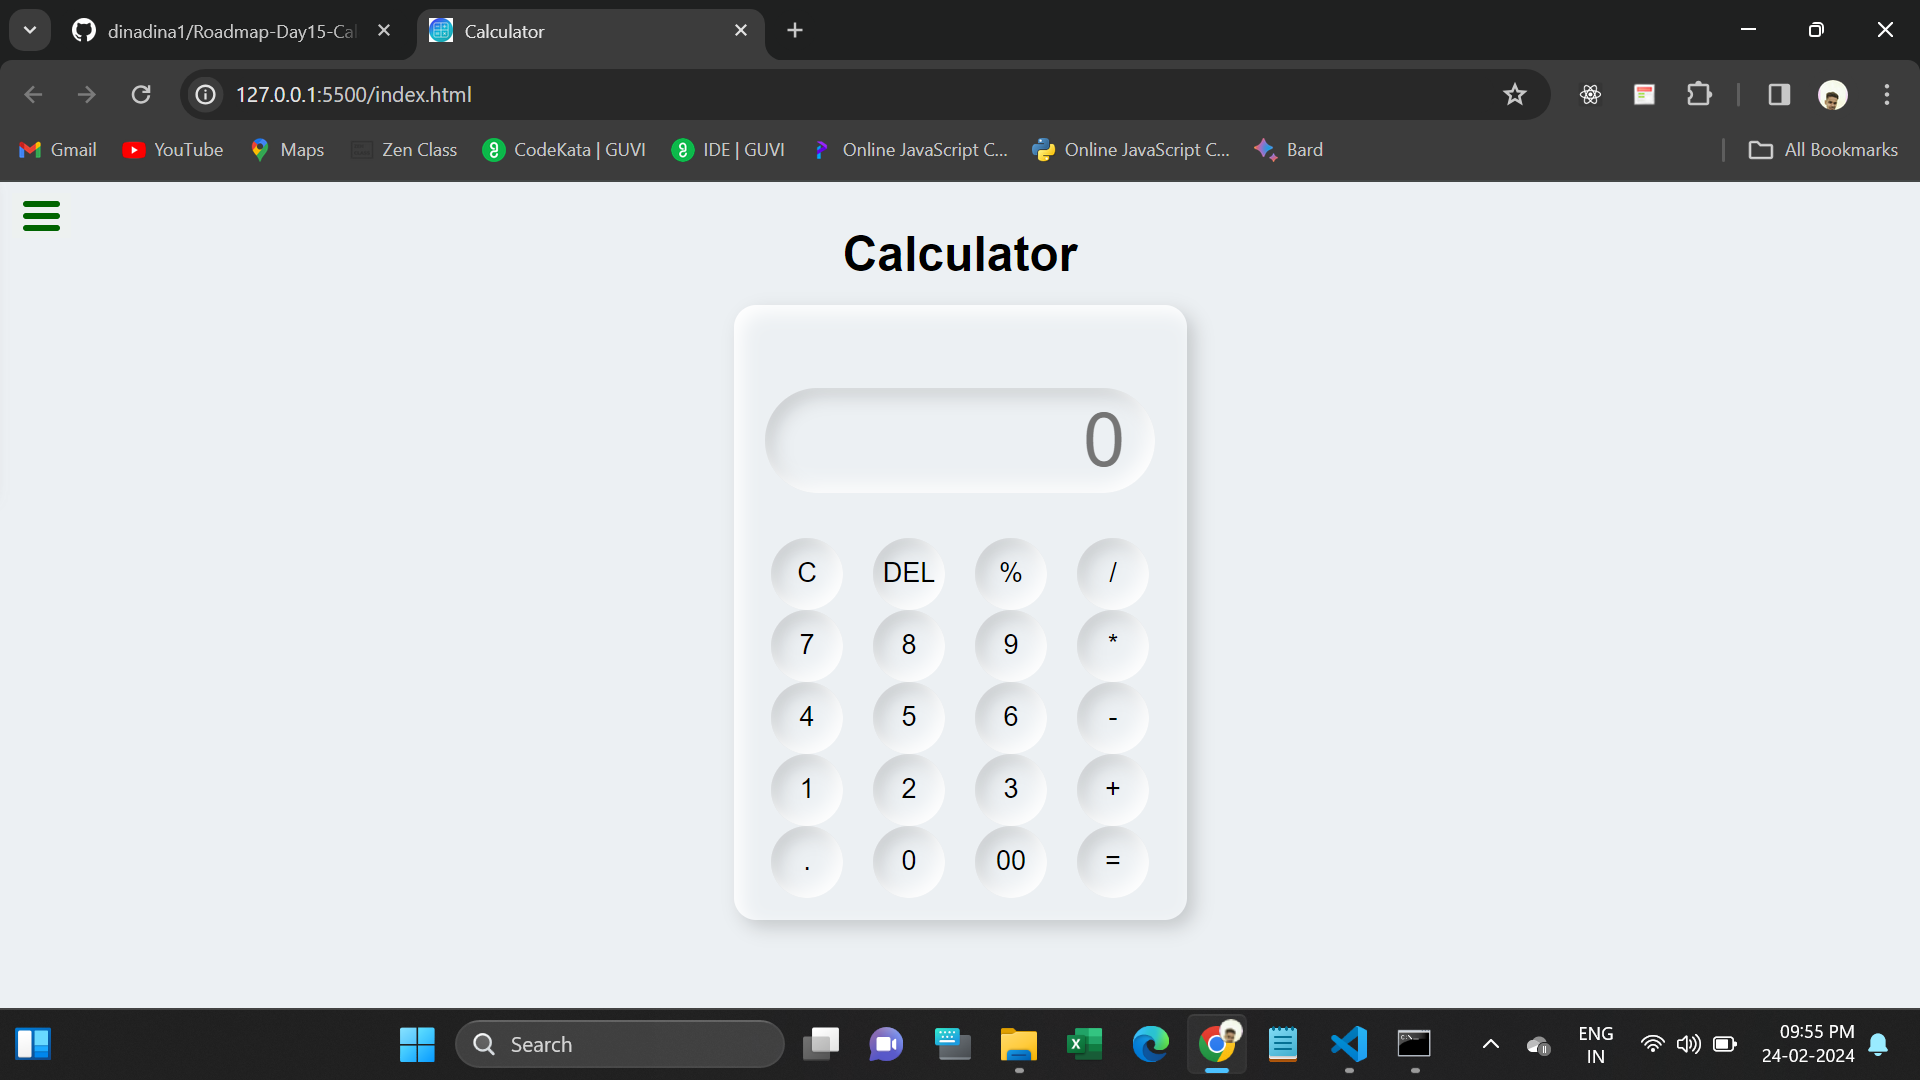 dinadina1/Roadmap-Day15-Cal
Calculator
127.0.0.1:5500/index.html
Gmail
YouTube
Maps
Zen Class
CodeKata | GUVI
IDE | GUVI
Online JavaScript C...
Online JavaScript C...
Bard
All Bookmarks
Calculator
0
C DEL % /
7 8 9 *
4 5 6 -
1 2 3 +
. 0 00 =
Search
ENG
IN
09:55 PM
24-02-2024